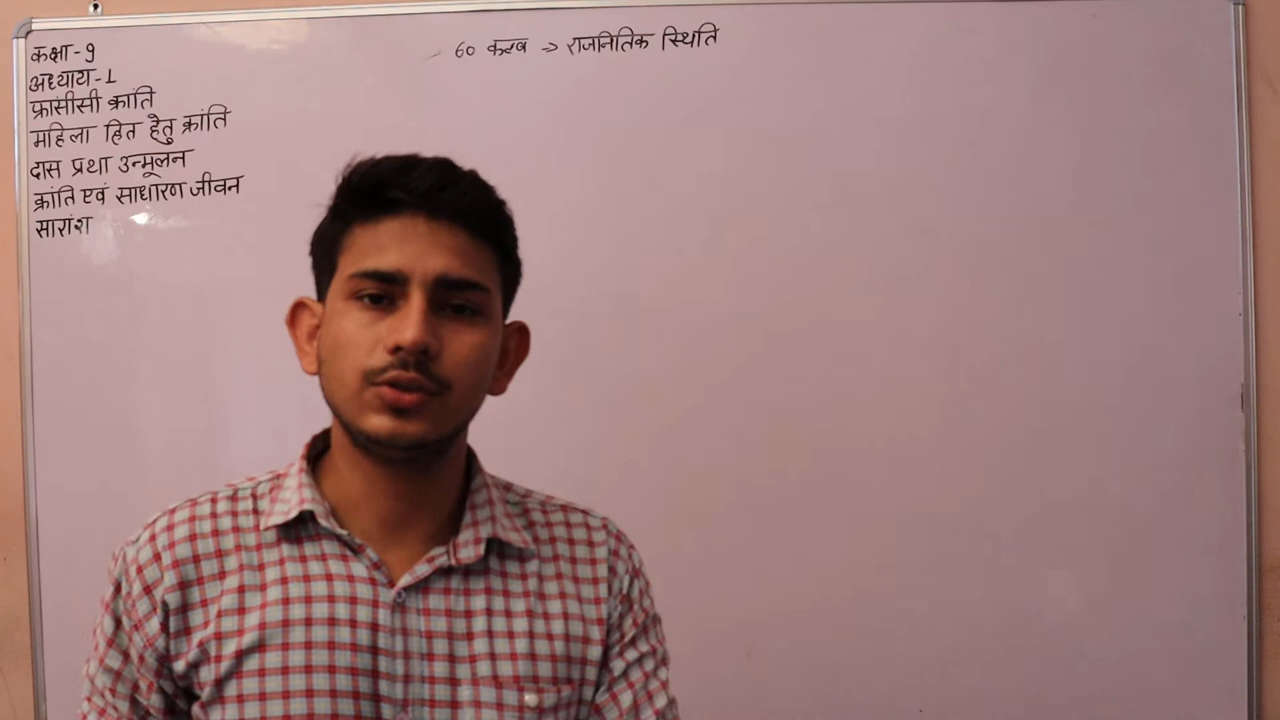 कक्षा-9
अध्याय-1
फ्रांसीसी क्रांति
महिला हित हेतु क्रांति
दास प्रथा उन्मूलन
क्रांति एवं साधारण जीवन
सारांश
60 क्लब → राजनितिक स्थिति